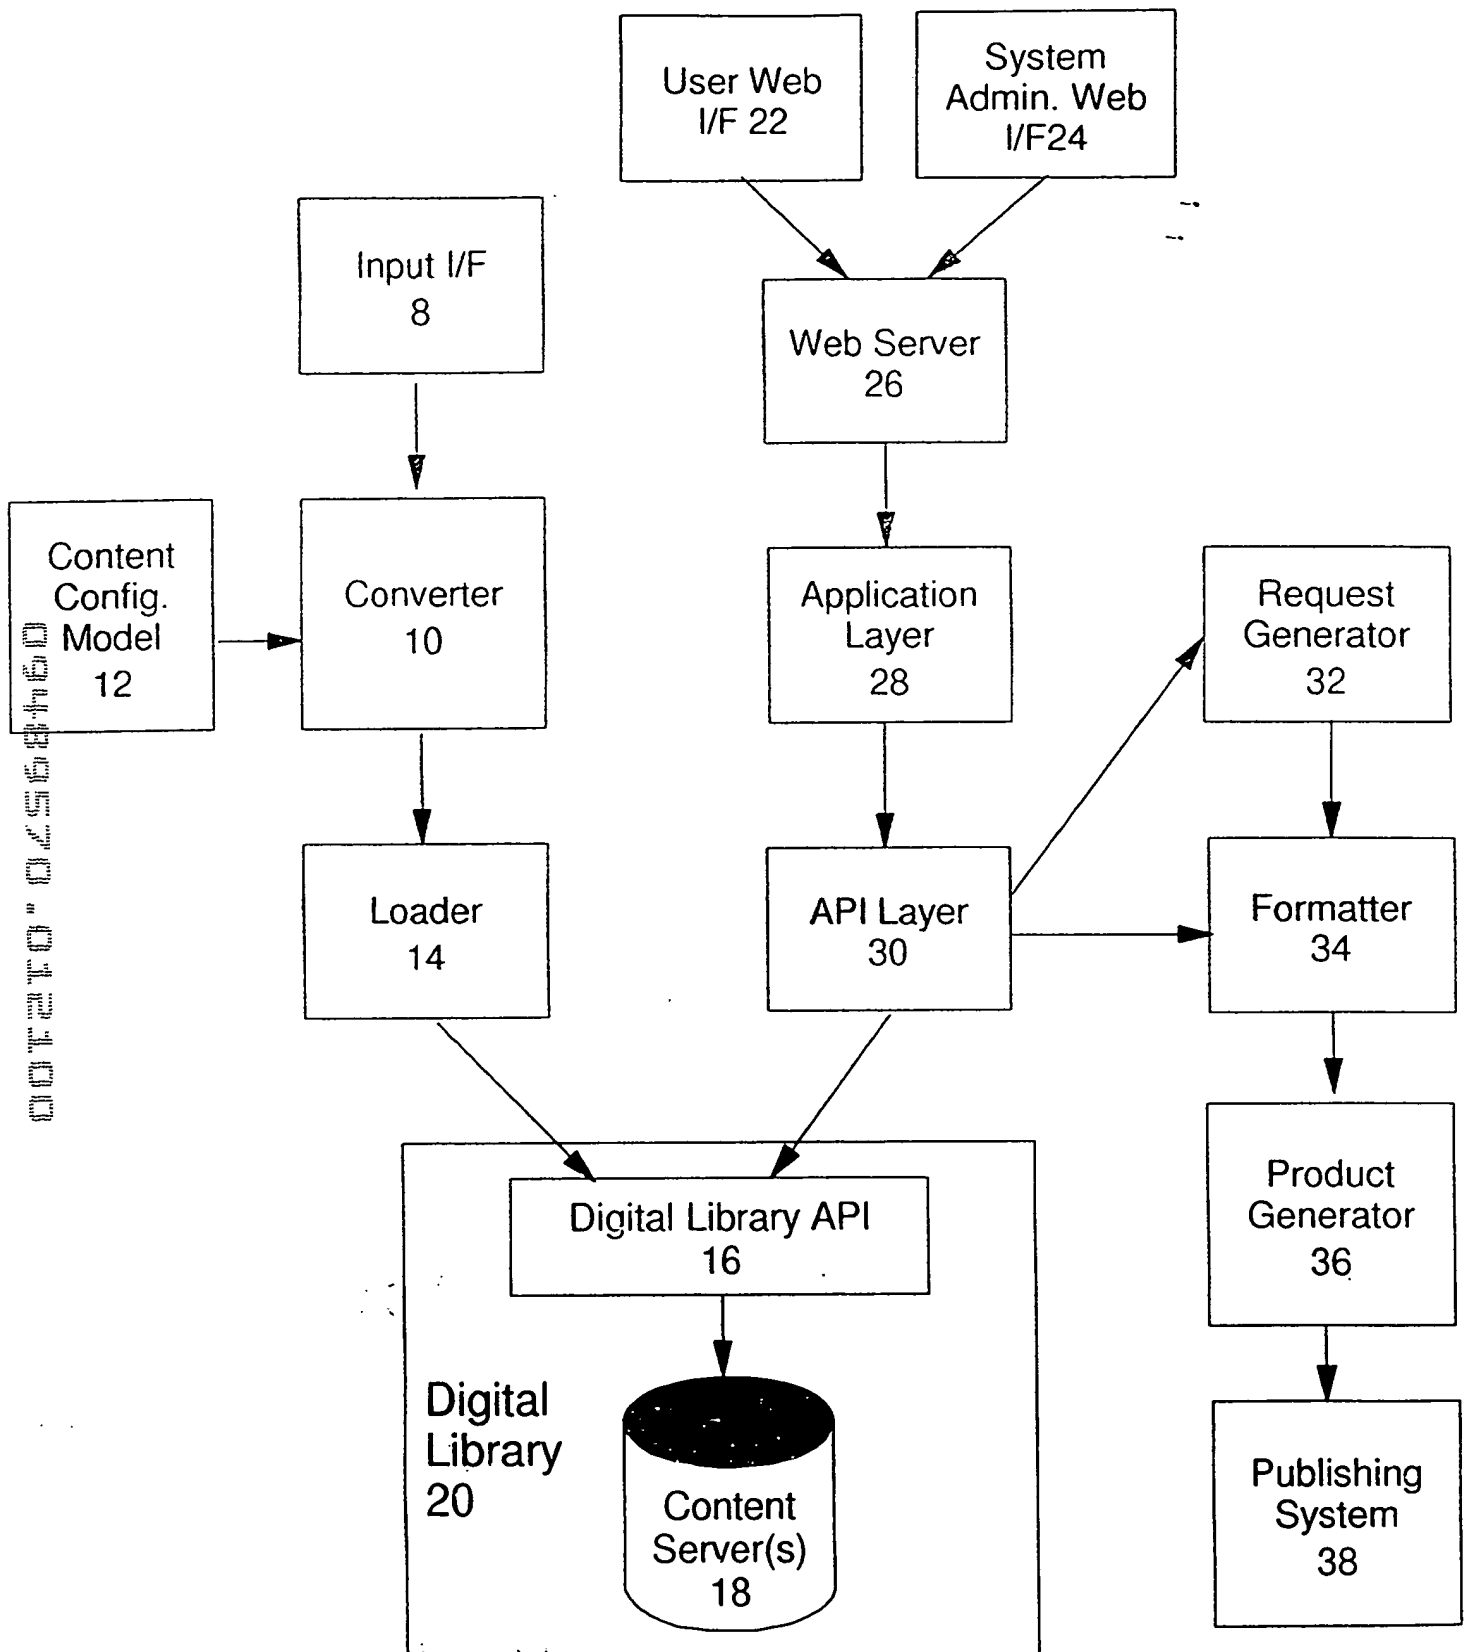 User Web
I/F 22
System
Admin. Web
I/F24
Input I/F
8
Web Server
26
Content
Config.
Model
12
Converter
10
Application
Layer
28
Request
Generator
32
Loader
14
API Layer
30
Formatter
34
Product
Generator
36
Digital Library API
16
Digital
Library
20
Content
Server(s)
18
Publishing
System
38
09489570.012100